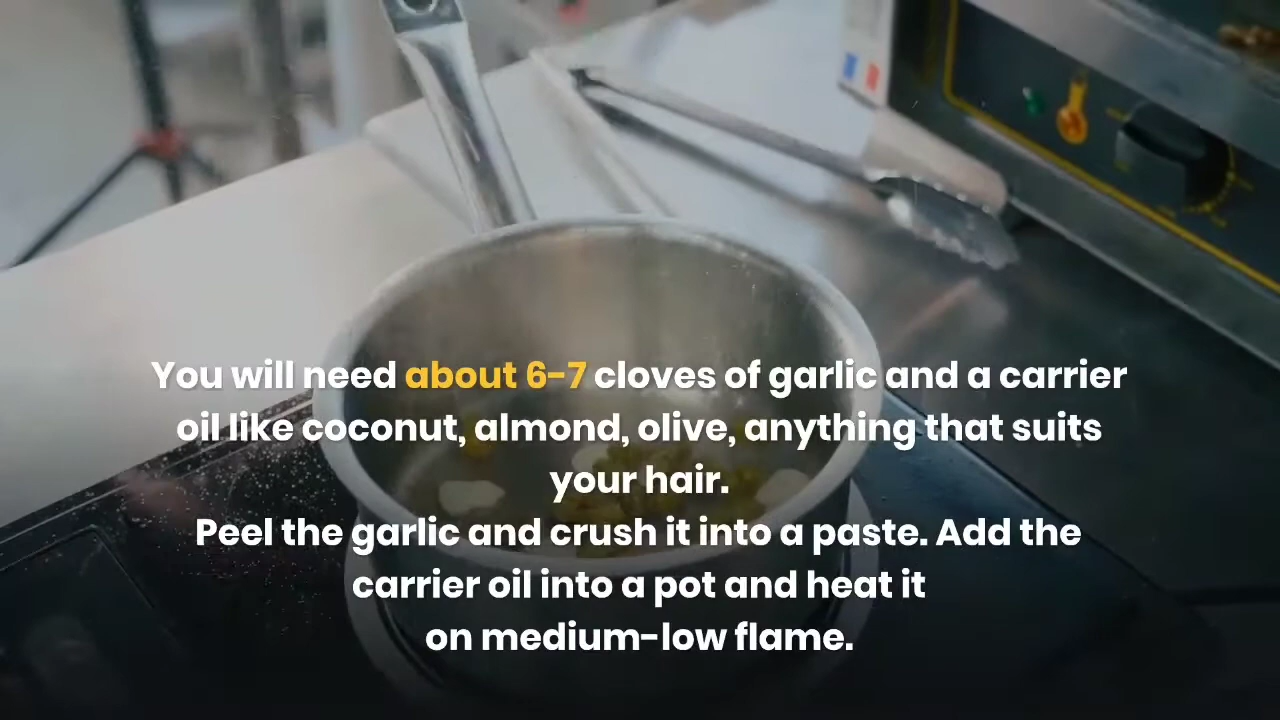 You will need about 6-7 cloves of garlic and a carrier
oil like coconut, almond, olive, anything that suits
your hair.
Peel the garlic and crush it into a paste. Add the
carrier oil into a pot and heat it
on medium-low flame.